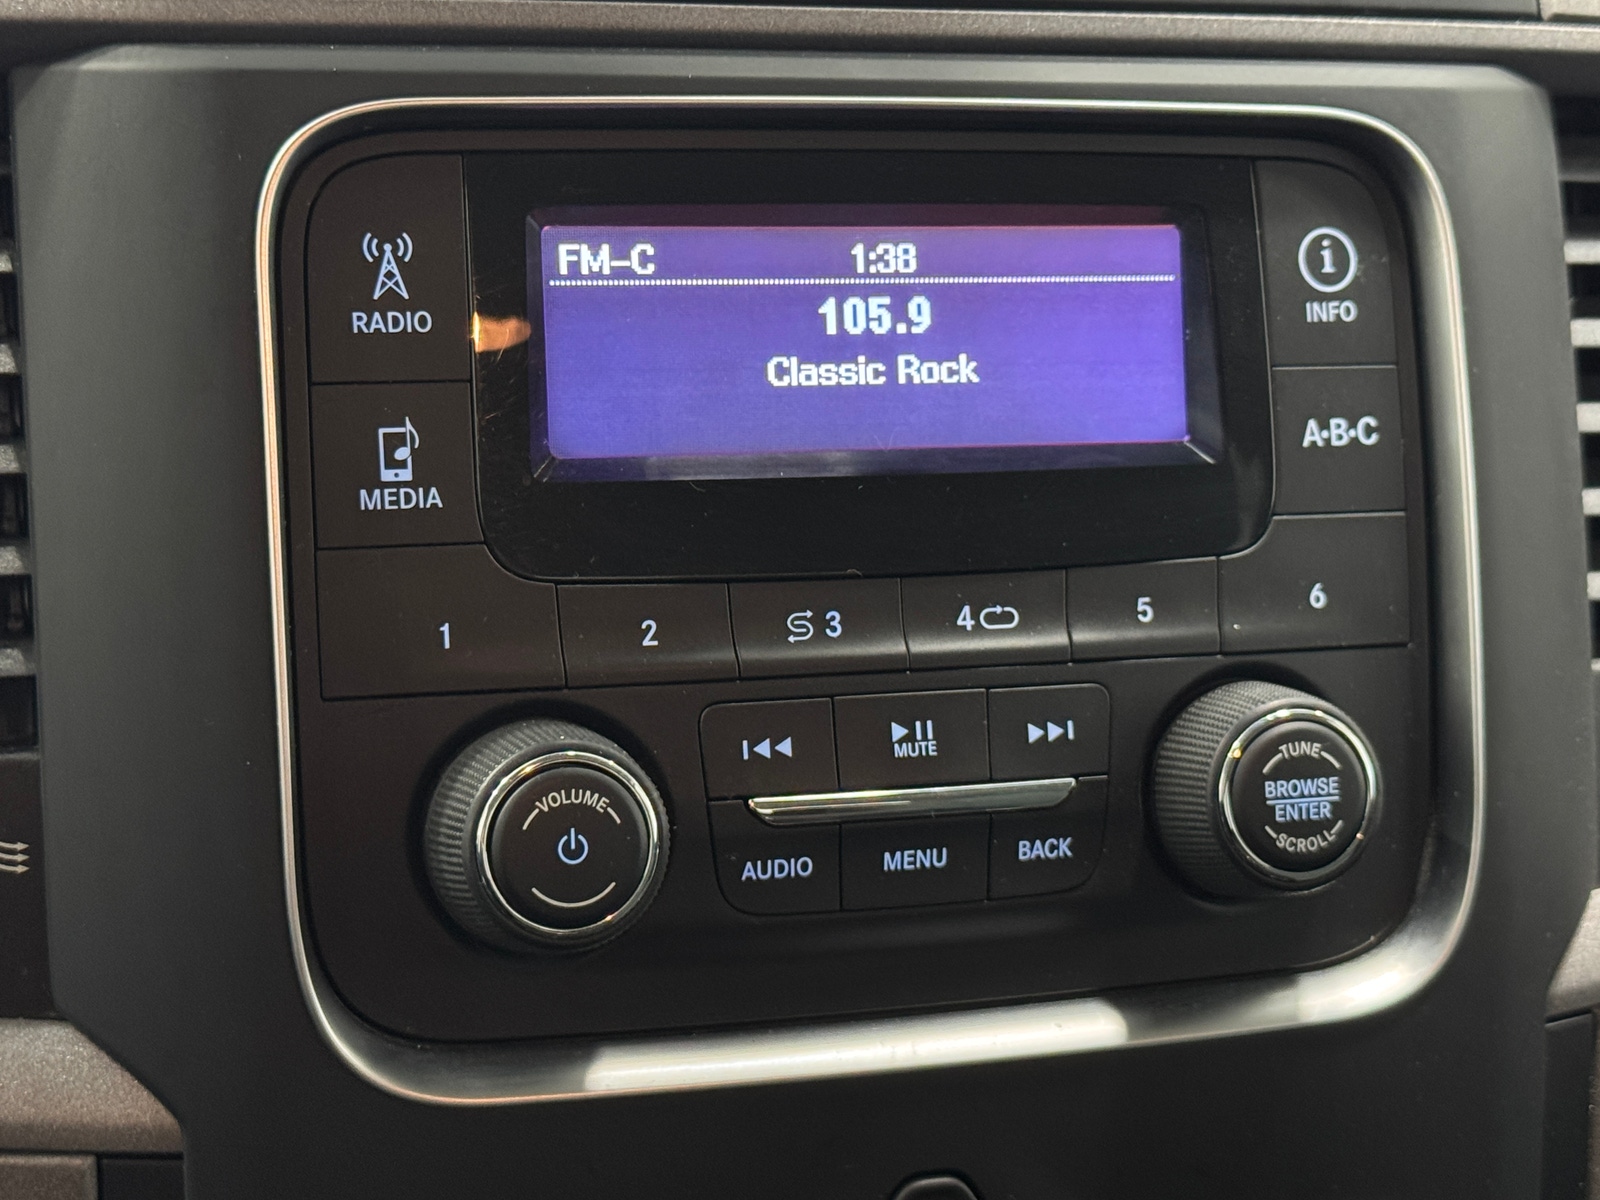 FM-C 1:38
105.9
Classic Rock
RADIO
MEDIA
i
INFO
A·B·C
1 2 3 4 5 6
MUTE
VOLUME
AUDIO MENU BACK
TUNE
BROWSE
ENTER
SCROLL